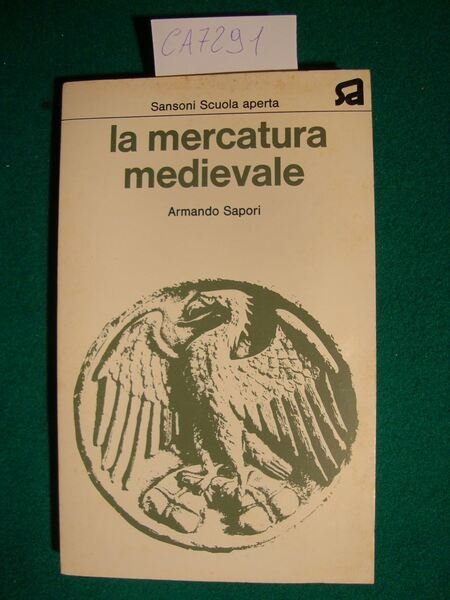 CA7291
Sansoni Scuola aperta
sa
la mercatura
medievale
Armando Sapori